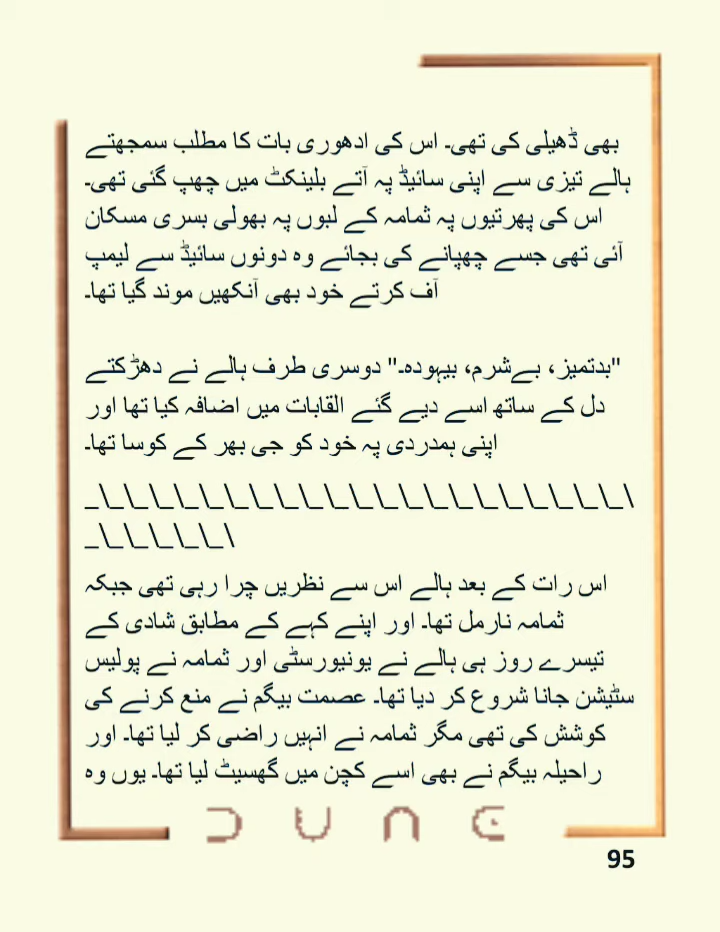 بھی ڈھیلی کی تھی۔ اس کی ادھوری بات کا مطلب سمجھتے
ہالے تیزی سے اپنی سائیڈ پہ آتے بلینکٹ میں چھپ گئی تھی۔
اس کی پھرتیوں پہ ثمامہ کے لبوں پہ بھولی بسری مسکان
آئی تھی جسے چھپانے کی بجائے وہ دونوں سائیڈ سے لیمپ
آف کرتے خود بھی آنکھیں موند گیا تھا۔
"بدتمیز، بےشرم، بیہودہ۔" دوسری طرف ہالے نے دھڑکتے
دل کے ساتھ اسے دیے گئے القابات میں اضافہ کیا تھا اور
اپنی ہمدردی پہ خود کو جی بھر کے کوسا تھا۔
_\_\_\_\_\_\_\_\_\_\_\_\_\_\_\_\_\_\_\_\_\_\
_\_\_\_\_\_\
اس رات کے بعد ہالے اس سے نظریں چرا رہی تھی جبکہ
ثمامہ نارمل تھا۔ اور اپنے کہے کے مطابق شادی کے
تیسرے روز ہی ہالے نے یونیورسٹی اور ثمامہ نے پولیس
سٹیشن جانا شروع کر دیا تھا۔ عصمت بیگم نے منع کرنے کی
کوشش کی تھی مگر ثمامہ نے انہیں راضی کر لیا تھا۔ اور
راحیلہ بیگم نے بھی اسے کچن میں گھسیٹ لیا تھا۔ یوں وہ
DUNE
95